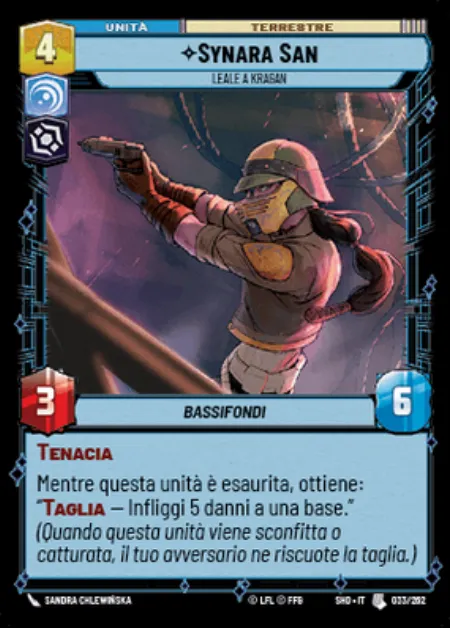 4
UNITÀ
TERRESTRE
SYNARA SAN
LEALE A KRAGAN
3
BASSIFONDI
6
TENACIA
Mentre questa unità è esaurita, ottiene:
"TAGLIA – Infliggi 5 danni a una base."
(Quando questa unità viene sconfitta o
catturata, il tuo avversario ne riscuote la taglia.)
SANDRA CHLEWIŃSKA
© LFL ® FFG
SHD • IT
033/262